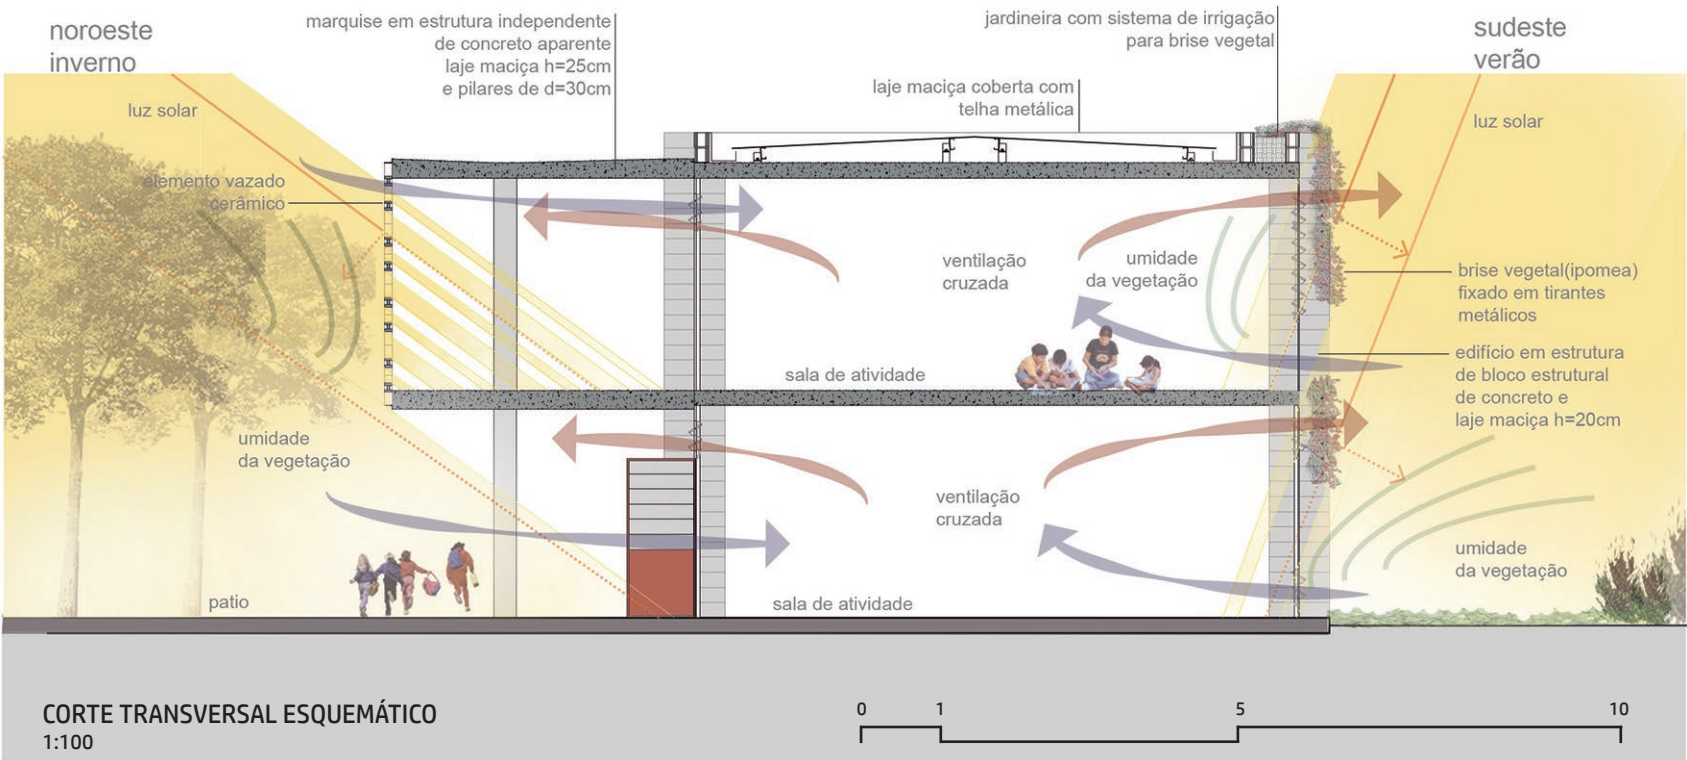 noroeste
inverno
luz solar
marquise em estrutura independente
de concreto aparente
laje maciça h=25cm
e pilares de d=30cm
jardineira com sistema de irrigação
para brise vegetal
laje maciça coberta com
telha metálica
sudeste
verão
luz solar
elemento vazado
cerâmico
ventilação
cruzada
umidade
da vegetação
brise vegetal(ipomea)
fixado em tirantes
metálicos
edifício em estrutura
de bloco estrutural
de concreto e
laje maciça h=20cm
sala de atividade
umidade
da vegetação
ventilação
cruzada
umidade
da vegetação
patio
sala de atividade
CORTE TRANSVERSAL ESQUEMÁTICO
1:100
0 1 5 10